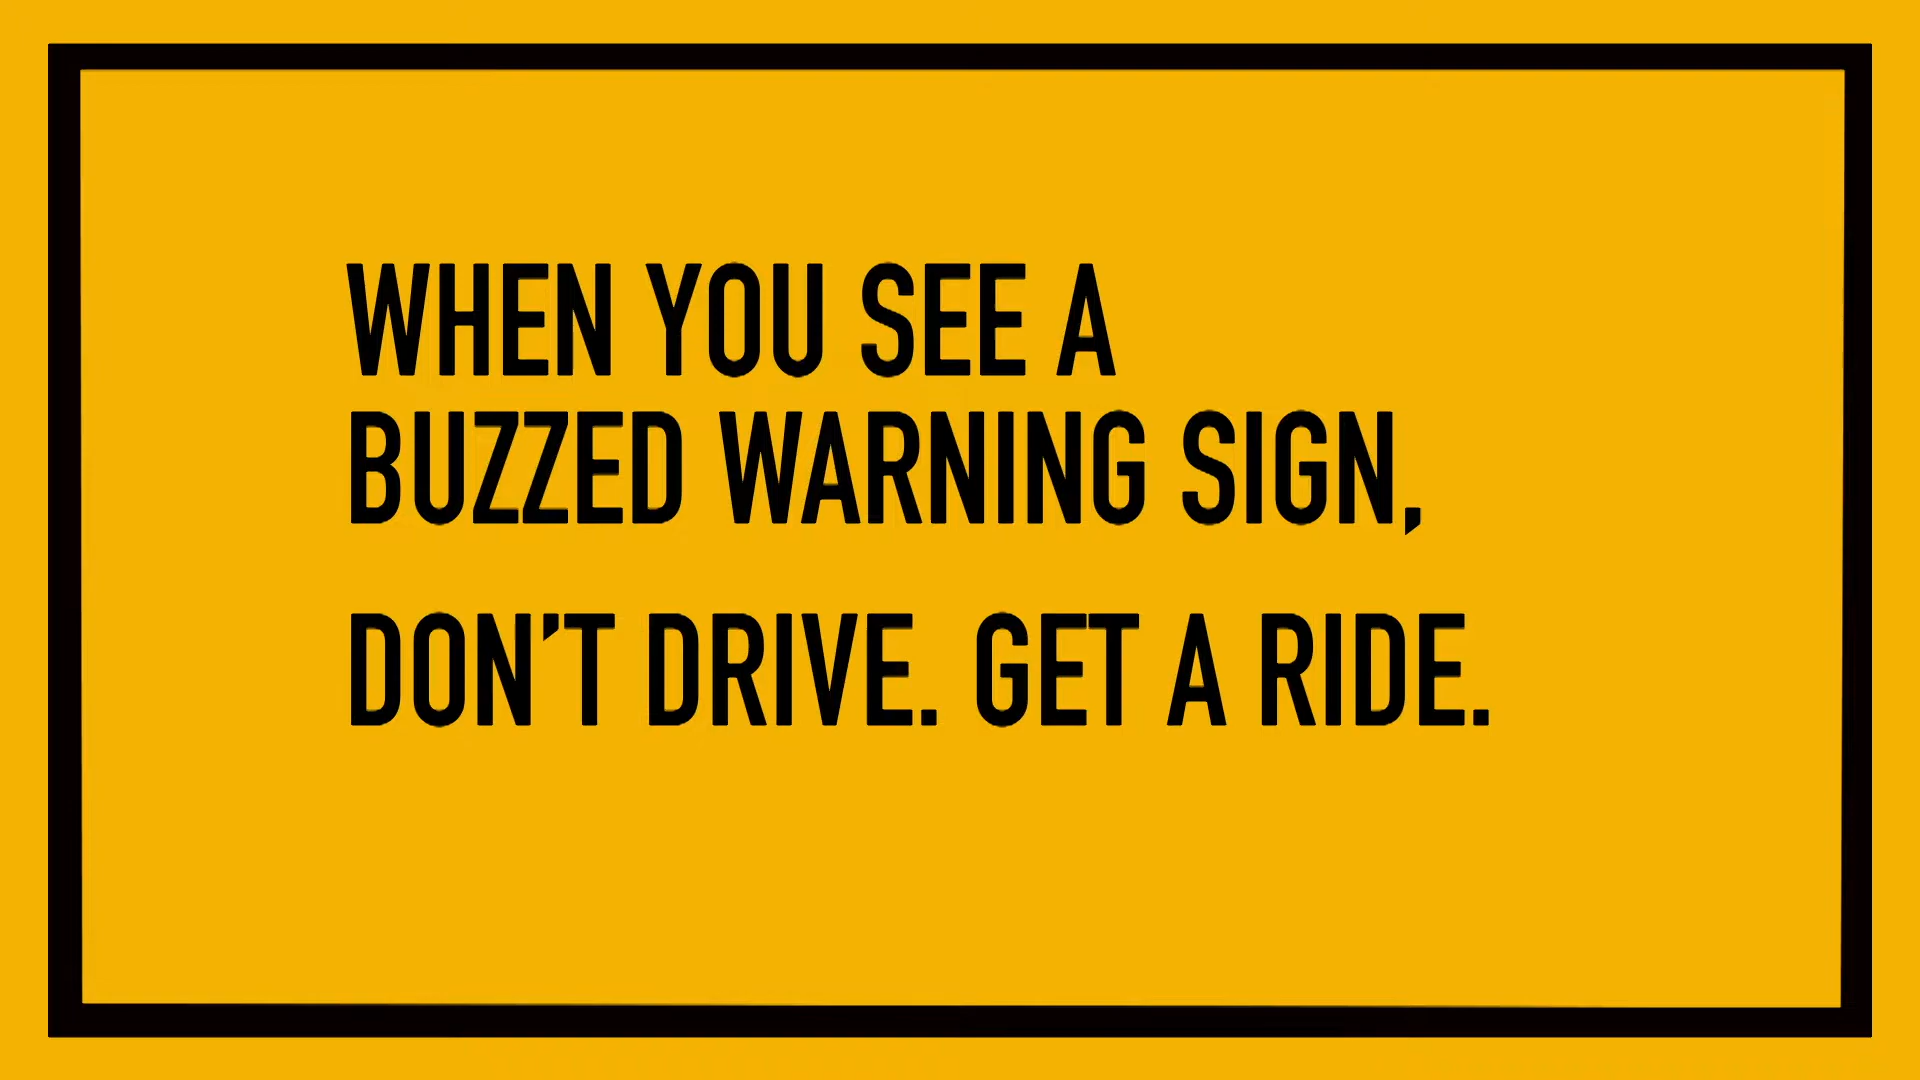 WHEN YOU SEE A
BUZZED WARNING SIGN,
DON’T DRIVE. GET A RIDE.